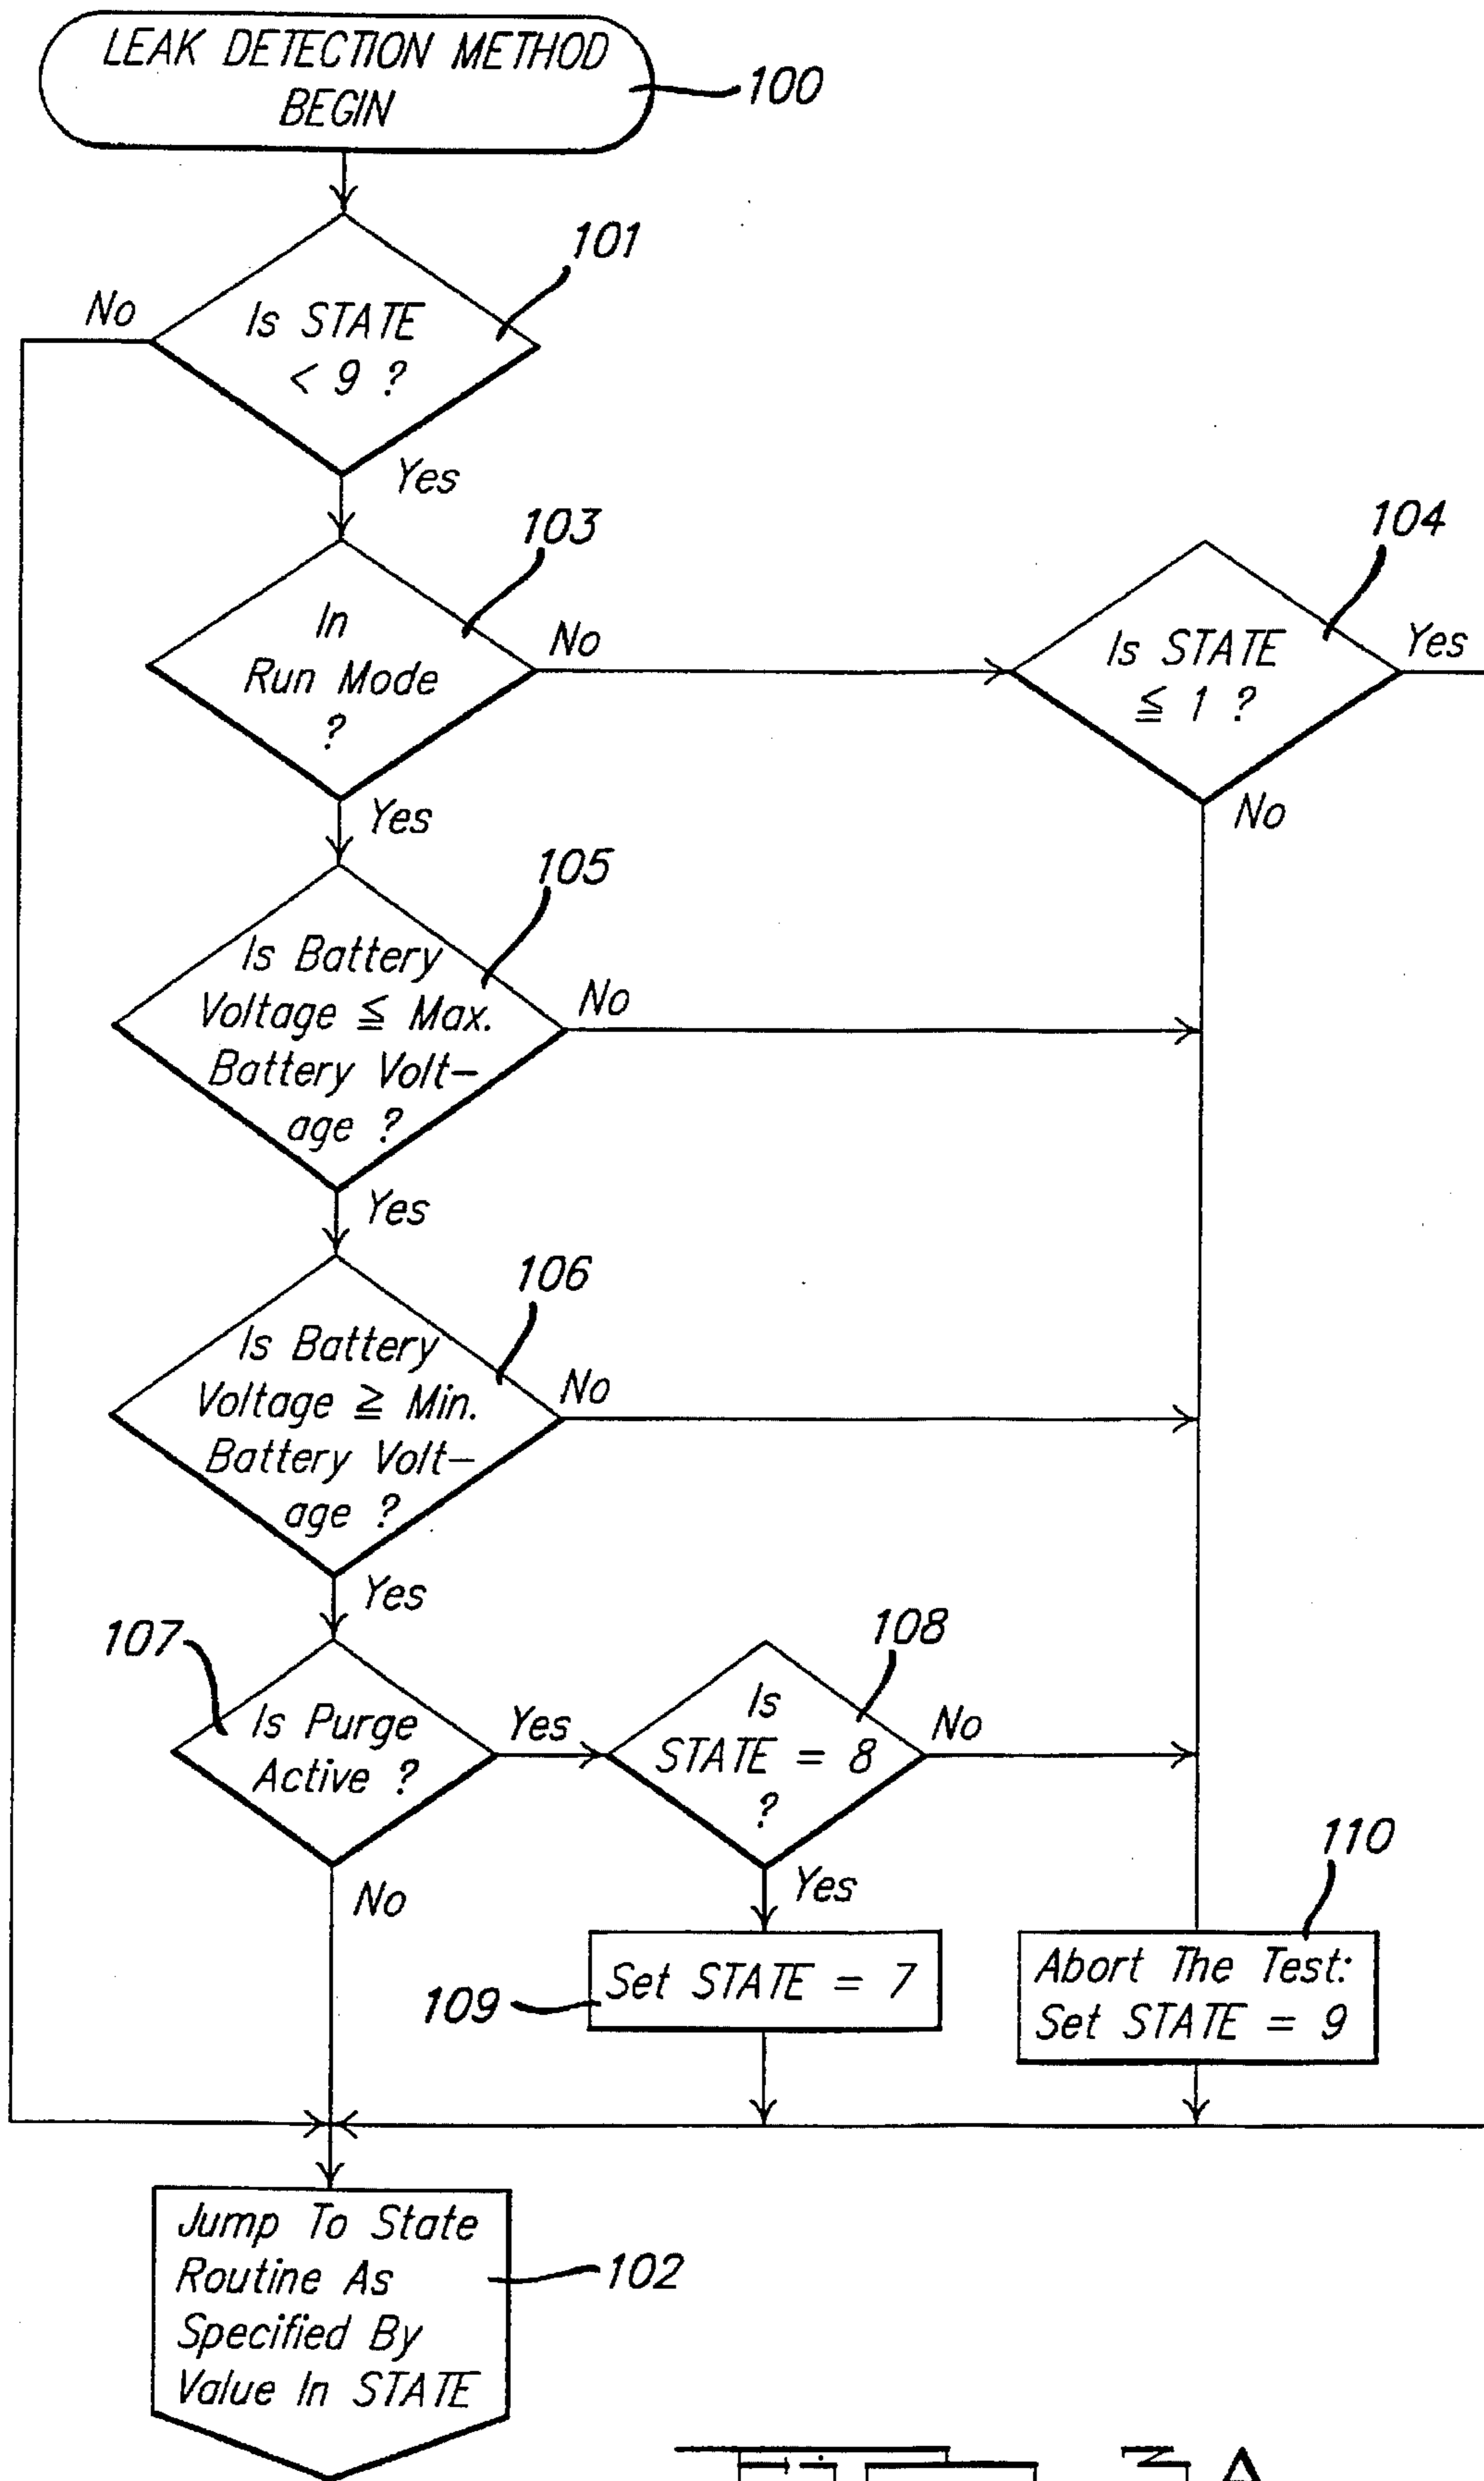 LEAK DETECTION METHOD
BEGIN
100
101
No
Is STATE
< 9 ?
Yes
103
104
In
Run Mode
?
No
Is STATE
≦ 1 ?
Yes
Yes
No
105
Is Battery
Voltage ≦ Max.
Battery Volt-
age ?
No
Yes
106
Is Battery
Voltage ≧ Min.
Battery Volt-
age ?
No
Yes
107
108
Is Purge
Active ?
Yes
Is
STATE = 8
?
No
No
Yes
110
109
Set STATE = 7
Abort The Test:
Set STATE = 9
Jump To State
Routine As
Specified By
Value In STATE
102